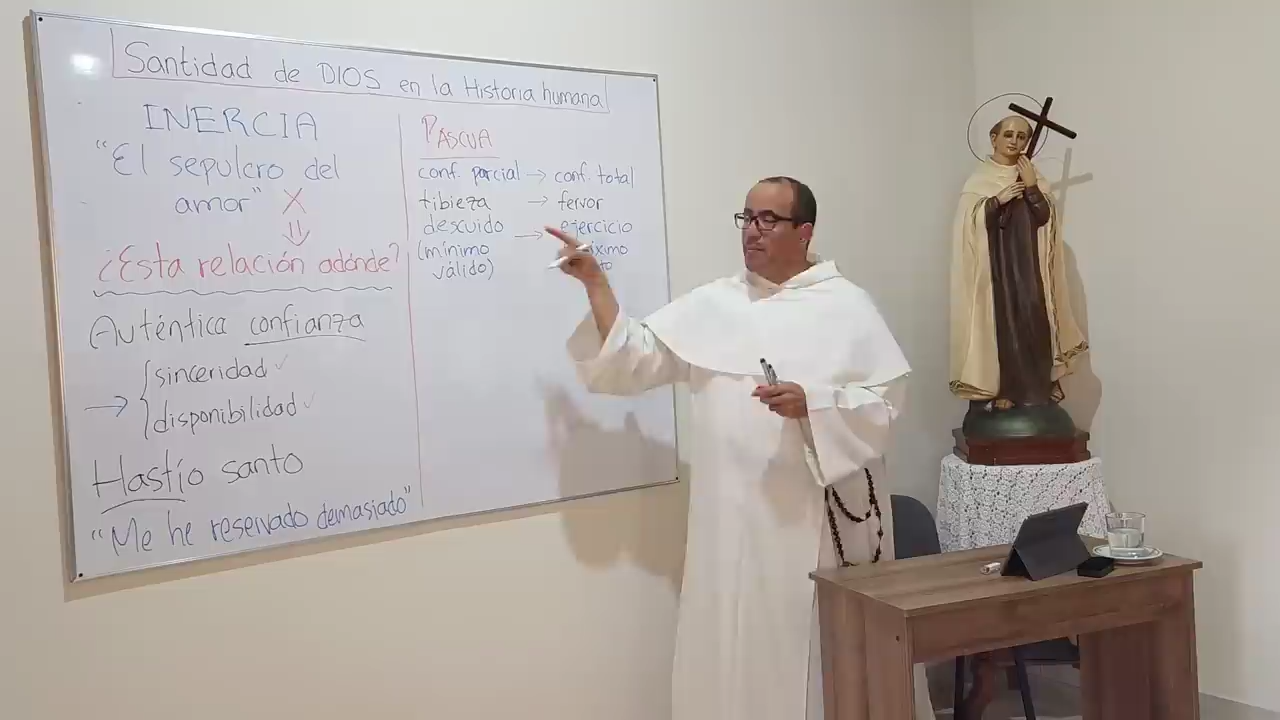 Santidad de DIOS en la Historia humana
INERCIA
"El sepulcro del
amor" X
¿Esta relación adónde?
Auténtica confianza
→ { sinceridad ✓
disponibilidad ✓
Hastío santo
"Me he reservado demasiado"
PASCUA
conf. parcial → conf. total
tibieza → fervor
descuido → ejercicio
(mínimo
válido)